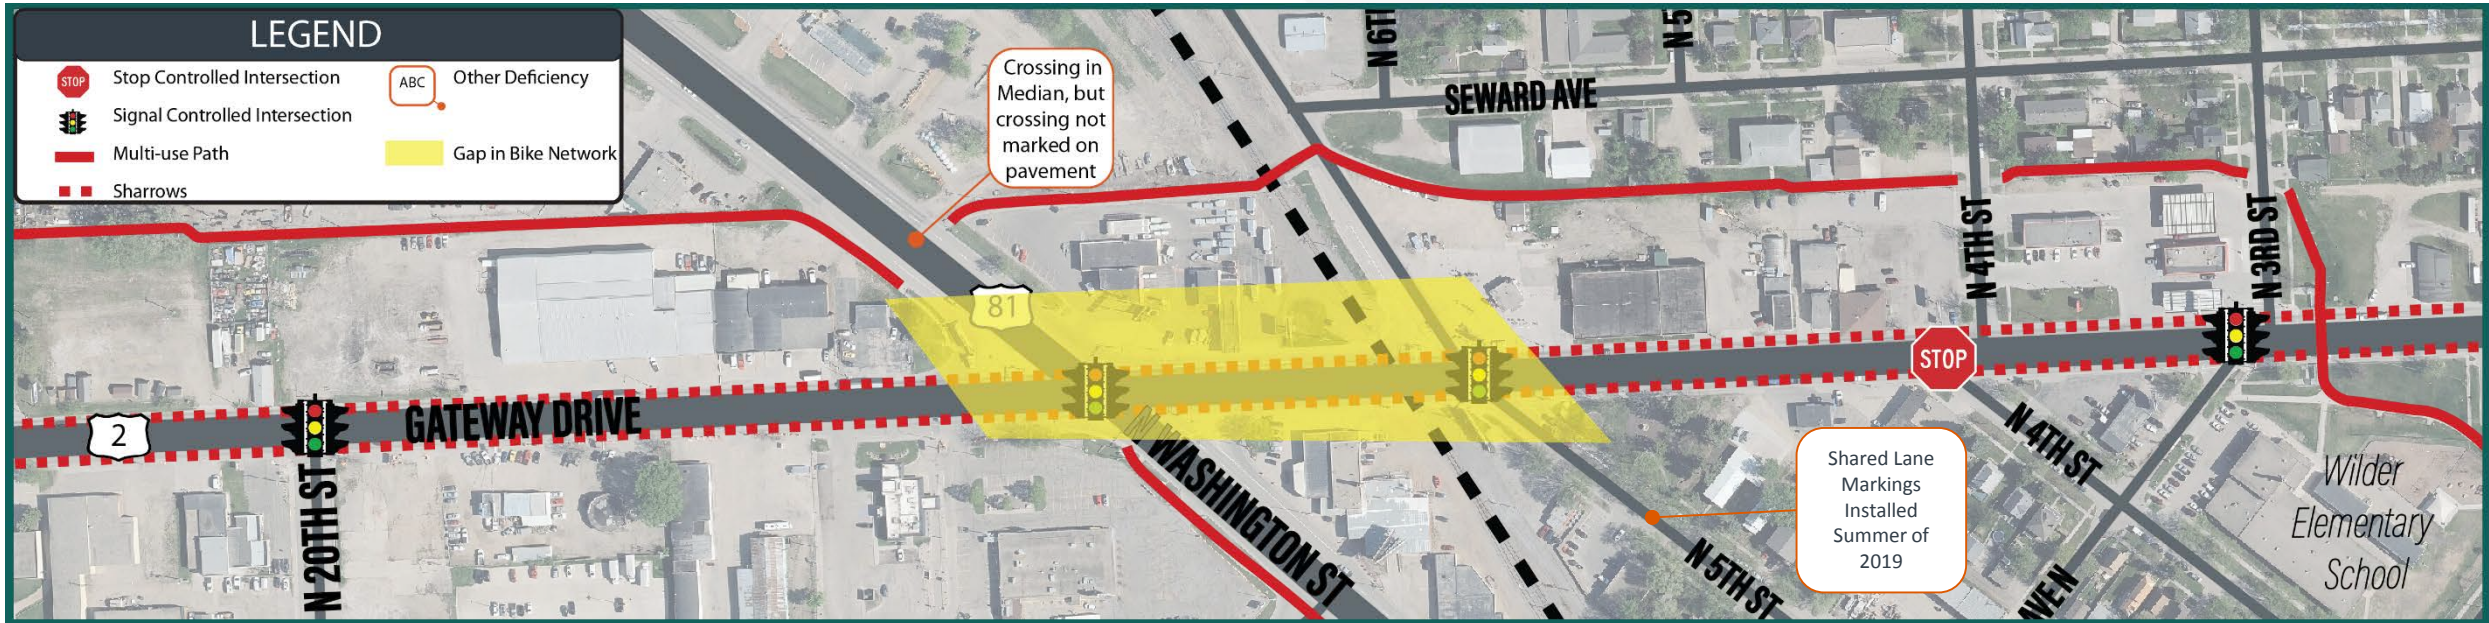 LEGEND
STOP
Stop Controlled Intersection
ABC
Other Deficiency
Signal Controlled Intersection
Multi-use Path
Gap in Bike Network
Sharrows
Crossing in
Median, but
crossing not
marked on
pavement
N 6TH
N 5
SEWARD AVE
N 4TH ST
N 3RD ST
81
STOP
2
GATEWAY DRIVE
N 20TH ST
N WASHINGTON ST
N 5TH ST
Shared Lane
Markings
Installed
Summer of
2019
N 4TH ST
AVEN
Wilder
Elementary
School